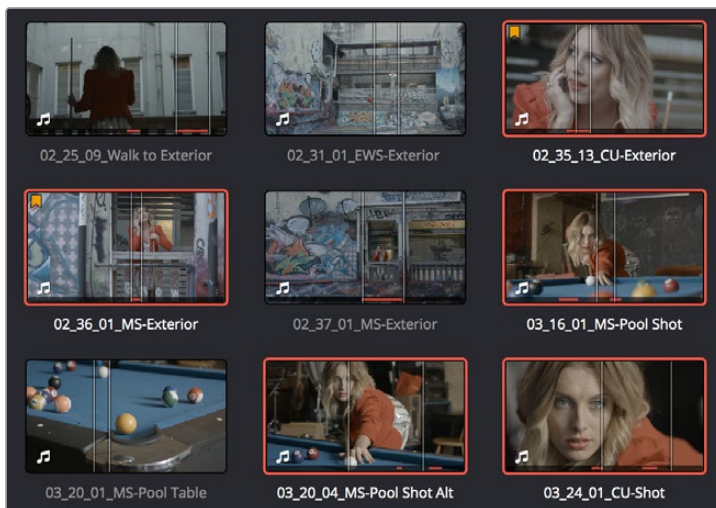 02_25_09_Walk to Exterior
02_31_01_EWS-Exterior
02_35_13_CU-Exterior
02_36_01_MS-Exterior
02_37_01_MS-Exterior
03_16_01_MS-Pool Shot
03_20_01_MS-Pool Table
03_20_04_MS-Pool Shot Alt
03_24_01_CU-Shot